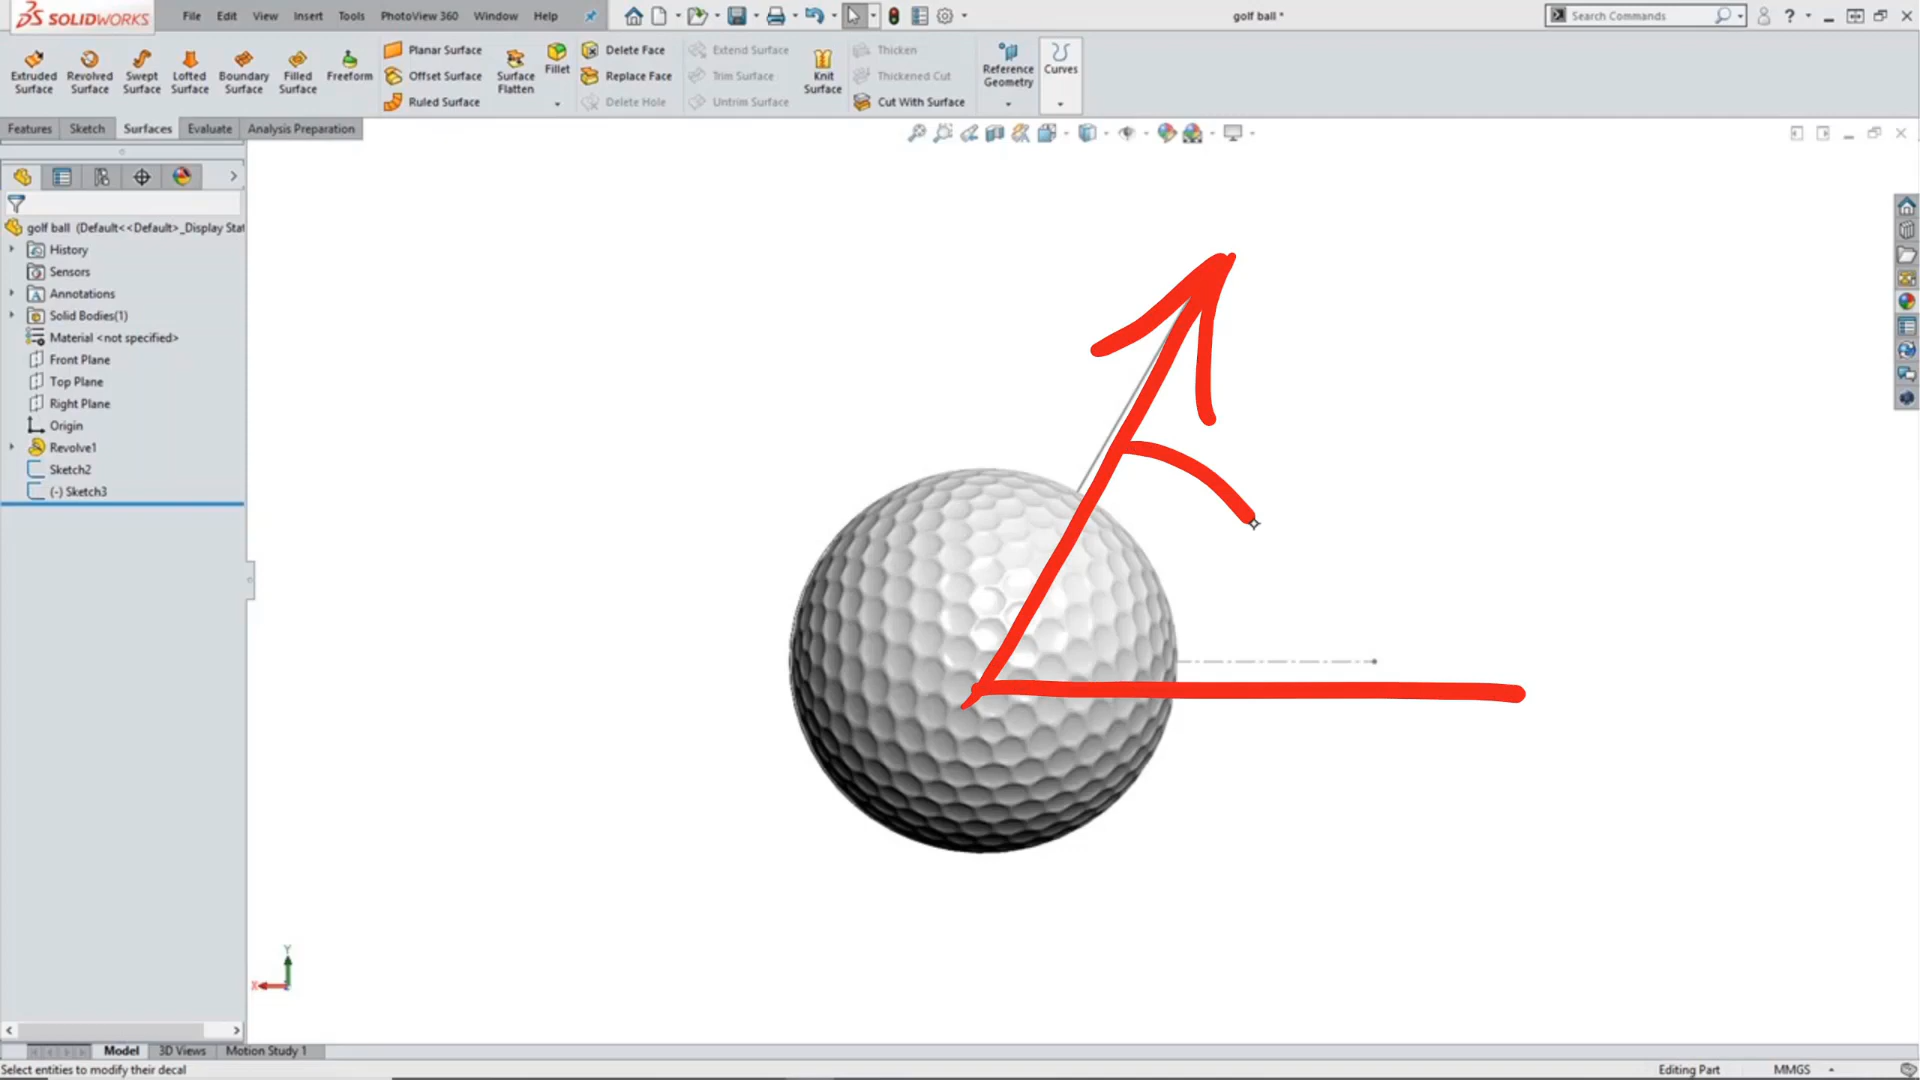 SOLIDWORKS File Edit View Insert Tools PhotoView 360 Window Help golf ball * Search Commands ?
Extruded Surface Revolved Surface Swept Surface Lofted Surface Boundary Surface Filled Surface Freeform
Planar Surface
Offset Surface
Ruled Surface
Surface Flatten
Fillet
Delete Face
Replace Face
Delete Hole
Extend Surface
Trim Surface
Untrim Surface
Knit Surface
Thicken
Thickened Cut
Cut With Surface
Reference Geometry
Curves
Features Sketch Surfaces Evaluate Analysis Preparation
golf ball (Default<<Default>_Display Stat
History
Sensors
A Annotations
Solid Bodies(1)
Material <not specified>
Front Plane
Top Plane
Right Plane
Origin
Revolve1
Sketch2
(-) Sketch3
Y
X
Model 3D Views Motion Study 1
Select entities to modify their decal Editing Part MMGS